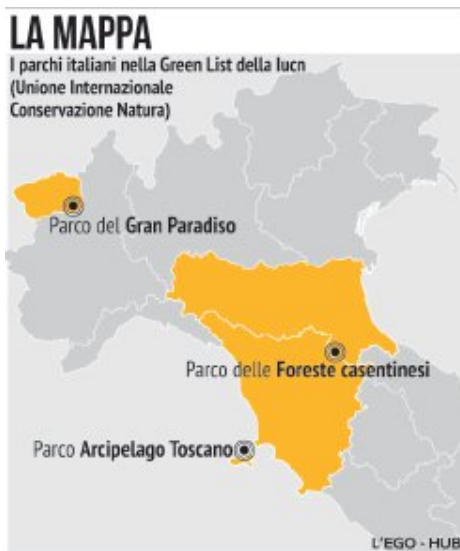 LA MAPPA
I parchi italiani nella Green List della Iucn
(Unione Internazionale
Conservazione Natura)
Parco del Gran Paradiso
Parco delle Foreste casentinesi
Parco Arcipelago Toscano
L'EGO - HUB